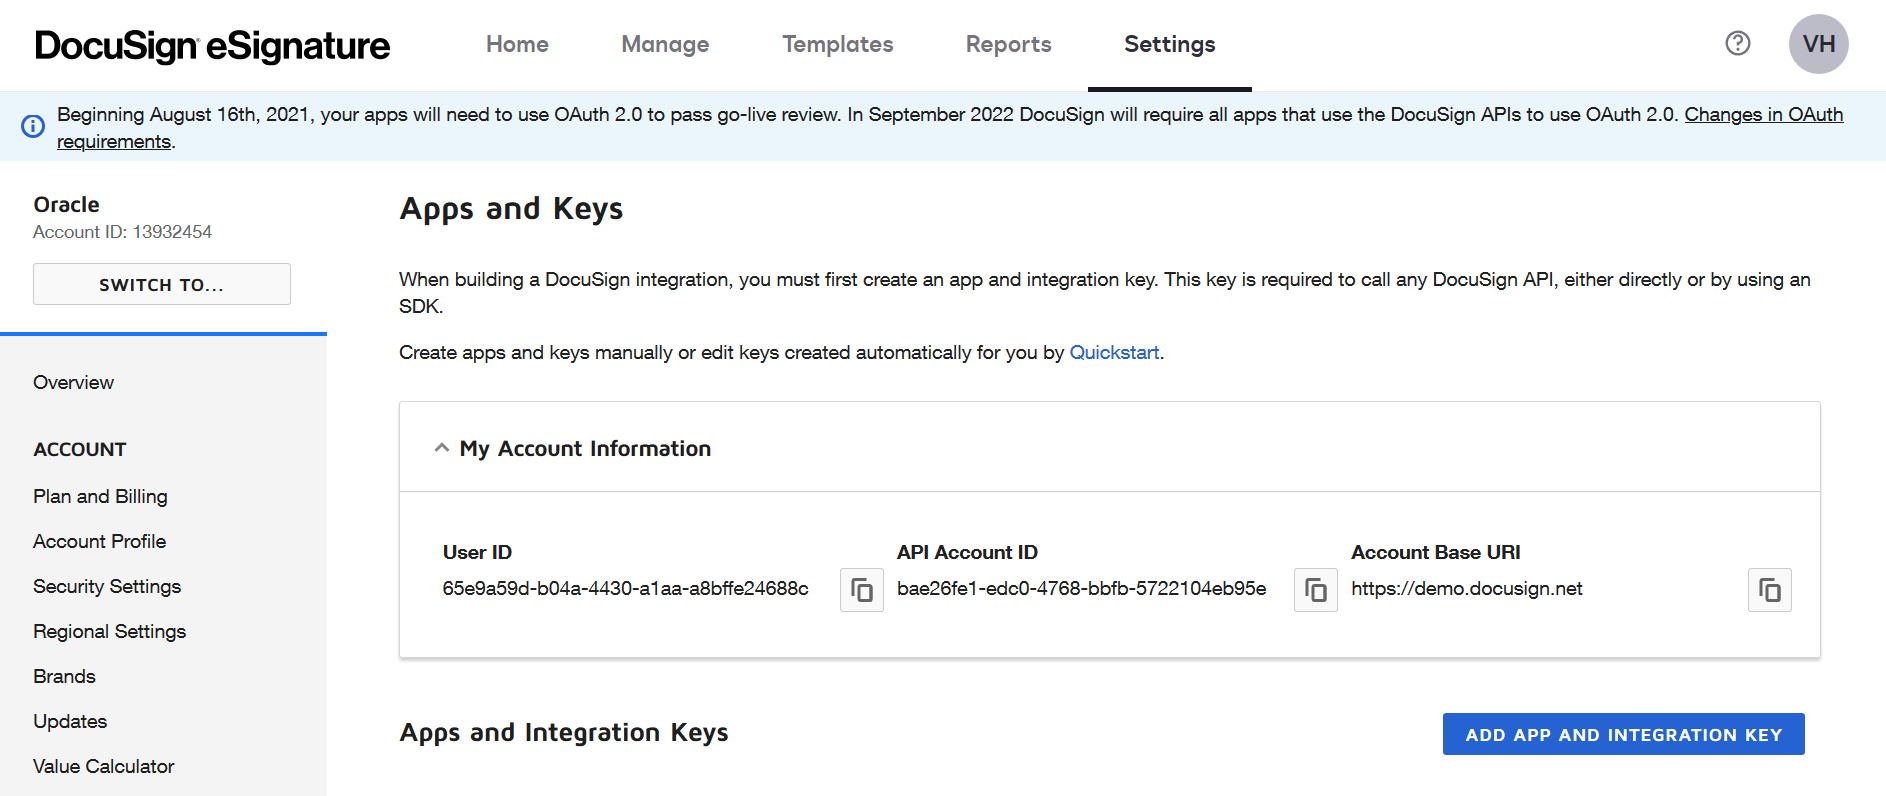 DocuSign eSignature
Home Manage Templates Reports Settings
VH
Beginning August 16th, 2021, your apps will need to use OAuth 2.0 to pass go-live review. In September 2022 DocuSign will require all apps that use the DocuSign APIs to use OAuth 2.0. Changes in OAuth
requirements.
Oracle
Account ID: 13932454
SWITCH TO...
Overview
ACCOUNT
Plan and Billing
Account Profile
Security Settings
Regional Settings
Brands
Updates
Value Calculator
Apps and Keys
When building a DocuSign integration, you must first create an app and integration key. This key is required to call any DocuSign API, either directly or by using an
SDK.
Create apps and keys manually or edit keys created automatically for you by Quickstart.
My Account Information
User ID API Account ID Account Base URI
65e9a59d-b04a-4430-a1aa-a8bffe24688c bae26fe1-edc0-4768-bbfb-5722104eb95e https://demo.docusign.net
Apps and Integration Keys
ADD APP AND INTEGRATION KEY